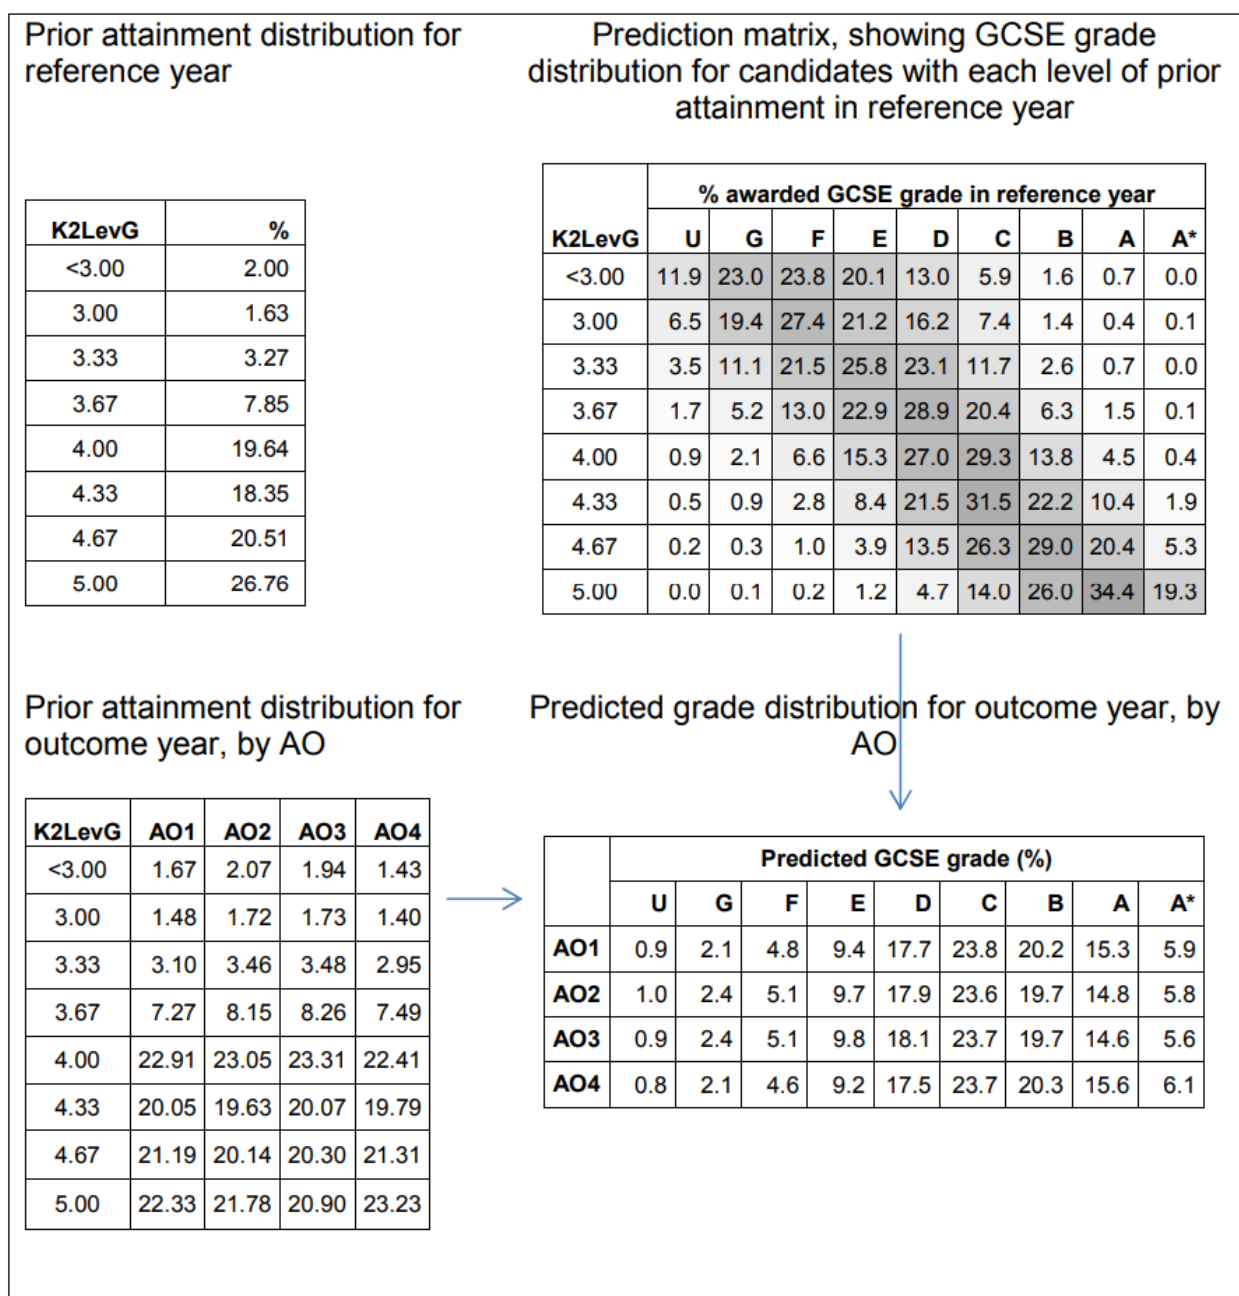 Prior attainment distribution for
reference year
Prediction matrix, showing GCSE grade
distribution for candidates with each level of prior
attainment in reference year
K2LevG %
<3.00 2.00
3.00 1.63
3.33 3.27
3.67 7.85
4.00 19.64
4.33 18.35
4.67 20.51
5.00 26.76
% awarded GCSE grade in reference year
K2LevG U G F E D C B A A*
<3.00 11.9 23.0 23.8 20.1 13.0 5.9 1.6 0.7 0.0
3.00 6.5 19.4 27.4 21.2 16.2 7.4 1.4 0.4 0.1
3.33 3.5 11.1 21.5 25.8 23.1 11.7 2.6 0.7 0.0
3.67 1.7 5.2 13.0 22.9 28.9 20.4 6.3 1.5 0.1
4.00 0.9 2.1 6.6 15.3 27.0 29.3 13.8 4.5 0.4
4.33 0.5 0.9 2.8 8.4 21.5 31.5 22.2 10.4 1.9
4.67 0.2 0.3 1.0 3.9 13.5 26.3 29.0 20.4 5.3
5.00 0.0 0.1 0.2 1.2 4.7 14.0 26.0 34.4 19.3
Prior attainment distribution for
outcome year, by AO
Predicted grade distribution for outcome year, by
AO
K2LevG AO1 AO2 AO3 AO4
<3.00 1.67 2.07 1.94 1.43
3.00 1.48 1.72 1.73 1.40
3.33 3.10 3.46 3.48 2.95
3.67 7.27 8.15 8.26 7.49
4.00 22.91 23.05 23.31 22.41
4.33 20.05 19.63 20.07 19.79
4.67 21.19 20.14 20.30 21.31
5.00 22.33 21.78 20.90 23.23
Predicted GCSE grade (%)
U G F E D C B A A*
AO1 0.9 2.1 4.8 9.4 17.7 23.8 20.2 15.3 5.9
AO2 1.0 2.4 5.1 9.7 17.9 23.6 19.7 14.8 5.8
AO3 0.9 2.4 5.1 9.8 18.1 23.7 19.7 14.6 5.6
AO4 0.8 2.1 4.6 9.2 17.5 23.7 20.3 15.6 6.1